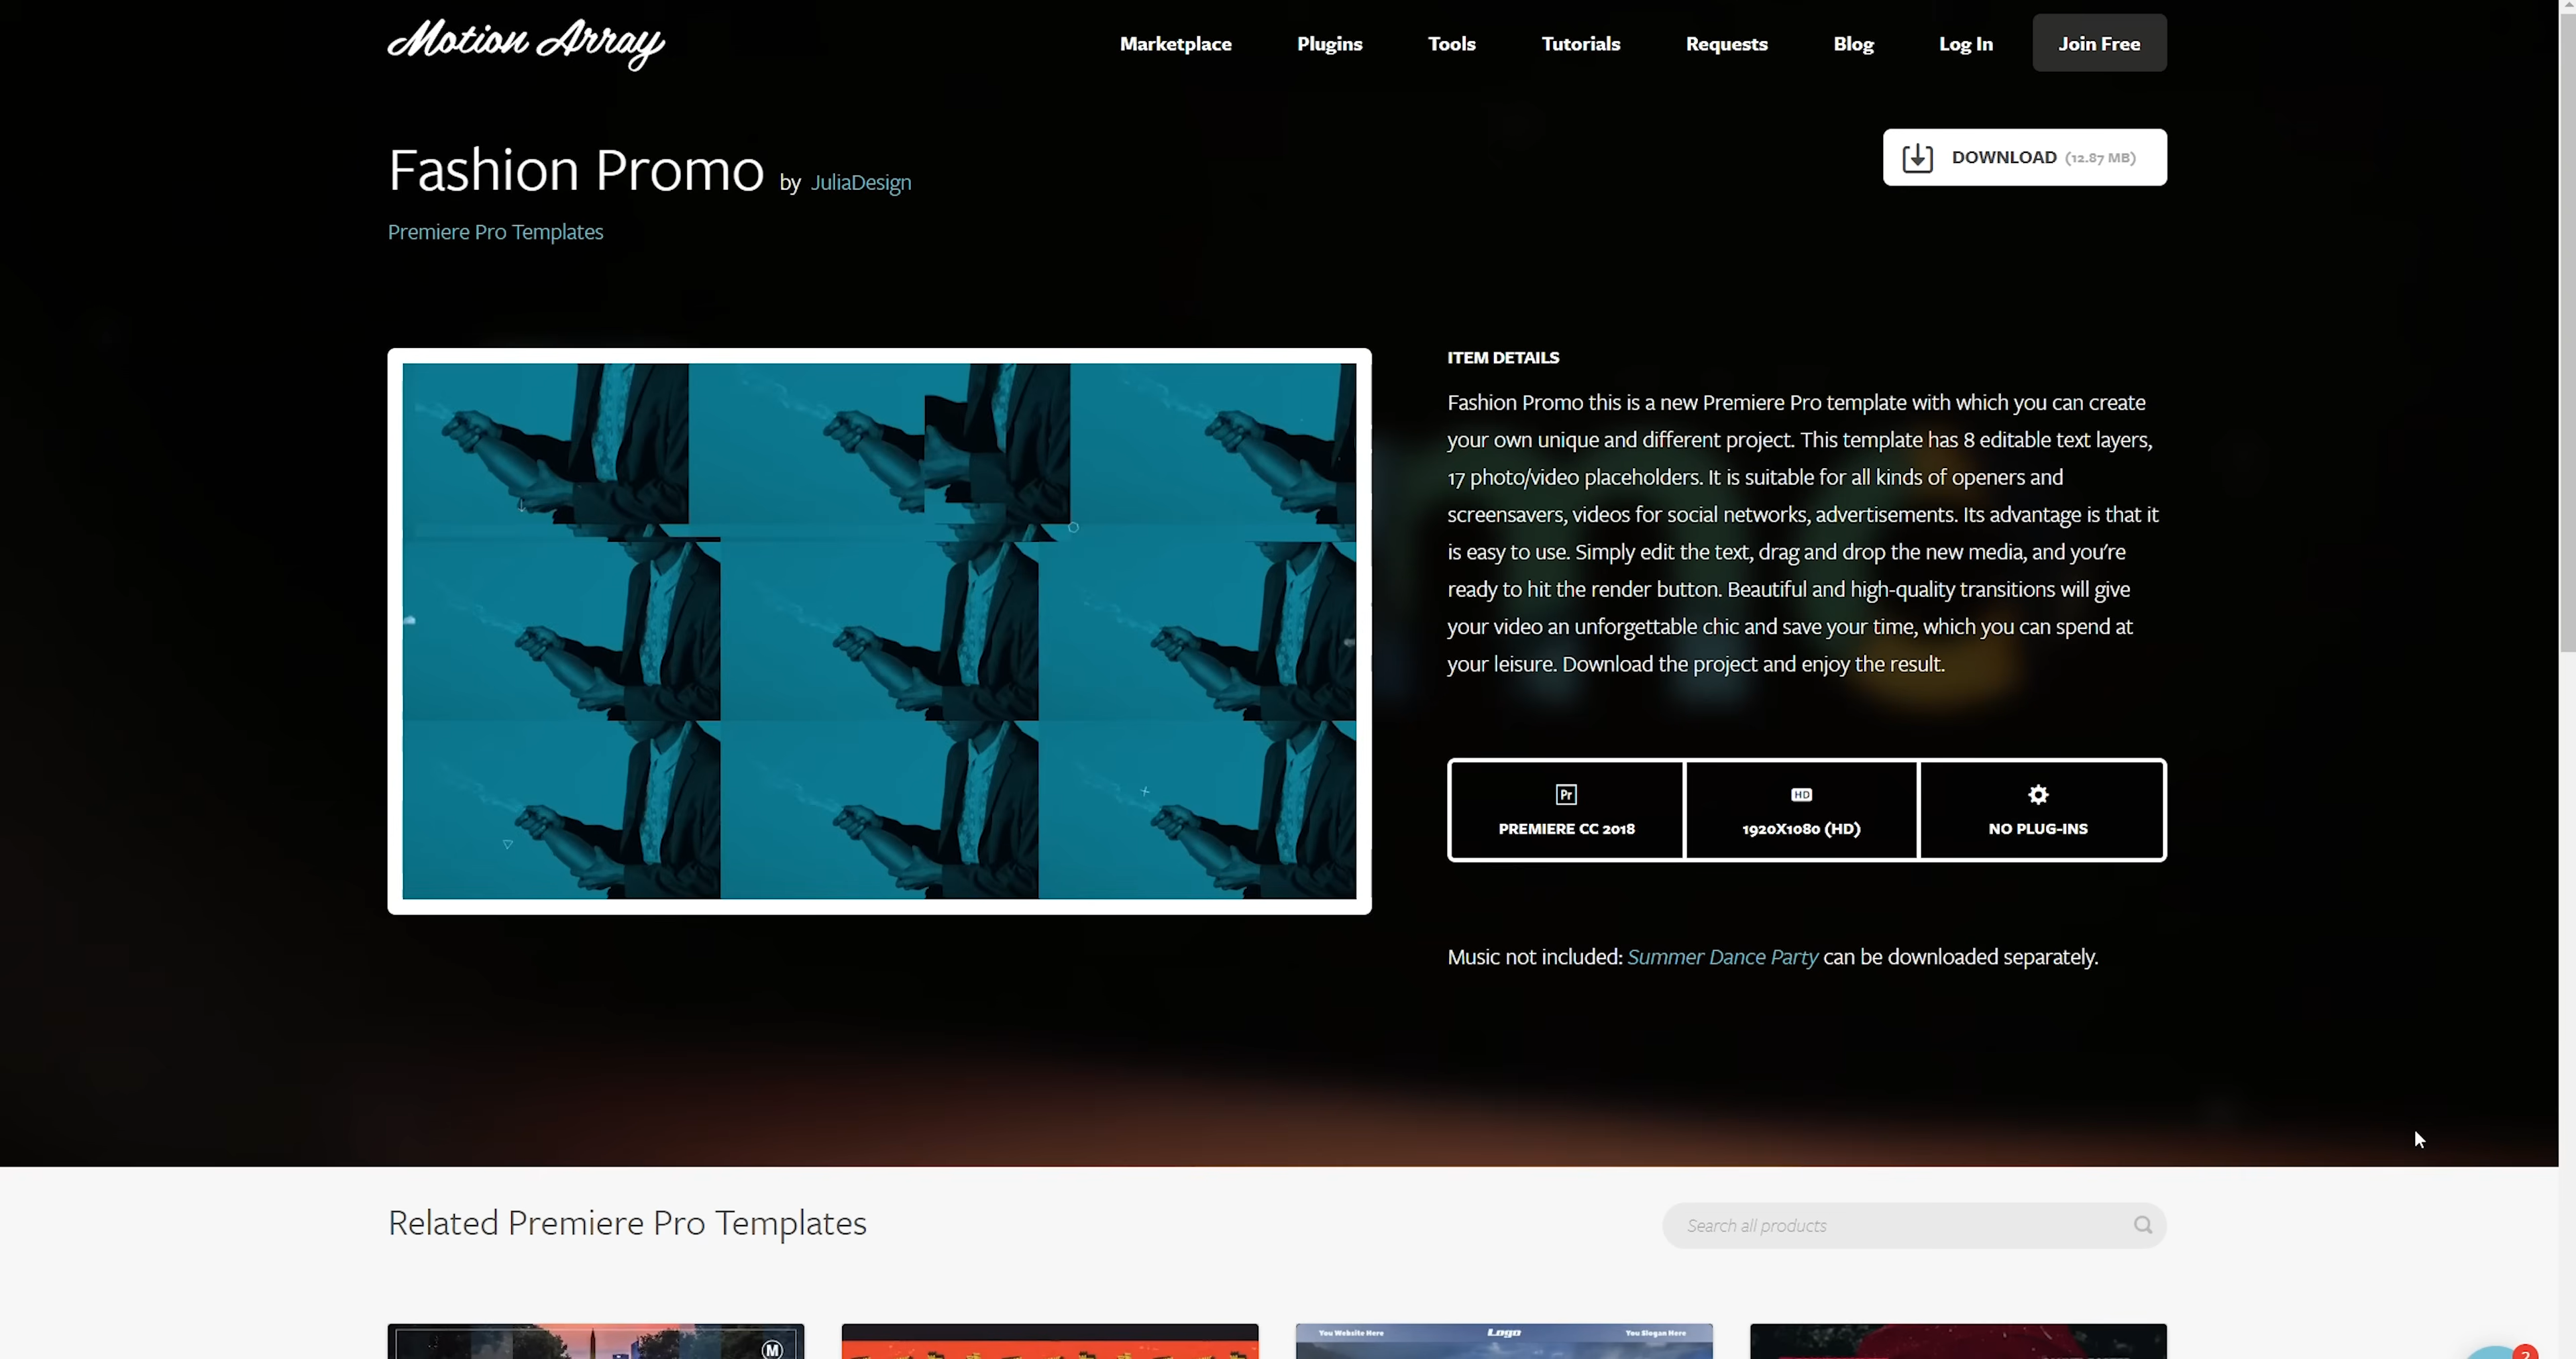 Motion Array
Marketplace Plugins Tools Tutorials Requests Blog Log In Join Free
Fashion Promo by JuliaDesign
DOWNLOAD (12.87 MB)
Premiere Pro Templates
ITEM DETAILS
Fashion Promo this is a new Premiere Pro template with which you can create
your own unique and different project. This template has 8 editable text layers,
17 photo/video placeholders. It is suitable for all kinds of openers and
screensavers, videos for social networks, advertisements. Its advantage is that it
is easy to use. Simply edit the text, drag and drop the new media, and you're
ready to hit the render button. Beautiful and high-quality transitions will give
your video an unforgettable chic and save your time, which you can spend at
your leisure. Download the project and enjoy the result.
Pr
PREMIERE CC 2018
HD
1920X1080 (HD)
NO PLUG-INS
Music not included: Summer Dance Party can be downloaded separately.
Related Premiere Pro Templates
Search all products
M
You Website Here Logo You Slogan Here